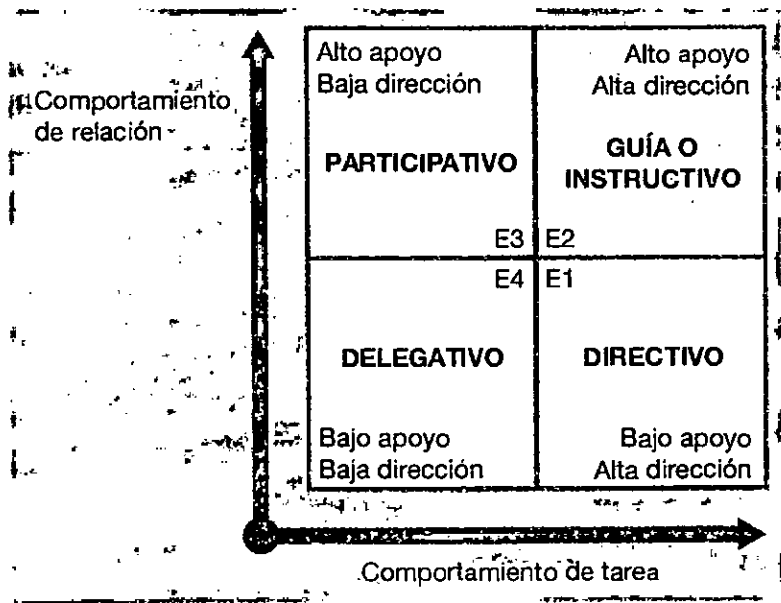 Comportamiento
de relación
Alto apoyo
Baja dirección
PARTICIPATIVO
E3
Alto apoyo
Alta dirección
GUÍA O
INSTRUCTIVO
E2
E4
DELEGATIVO
Bajo apoyo
Baja dirección
E1
DIRECTIVO
Bajo apoyo
Alta dirección
Comportamiento de tarea